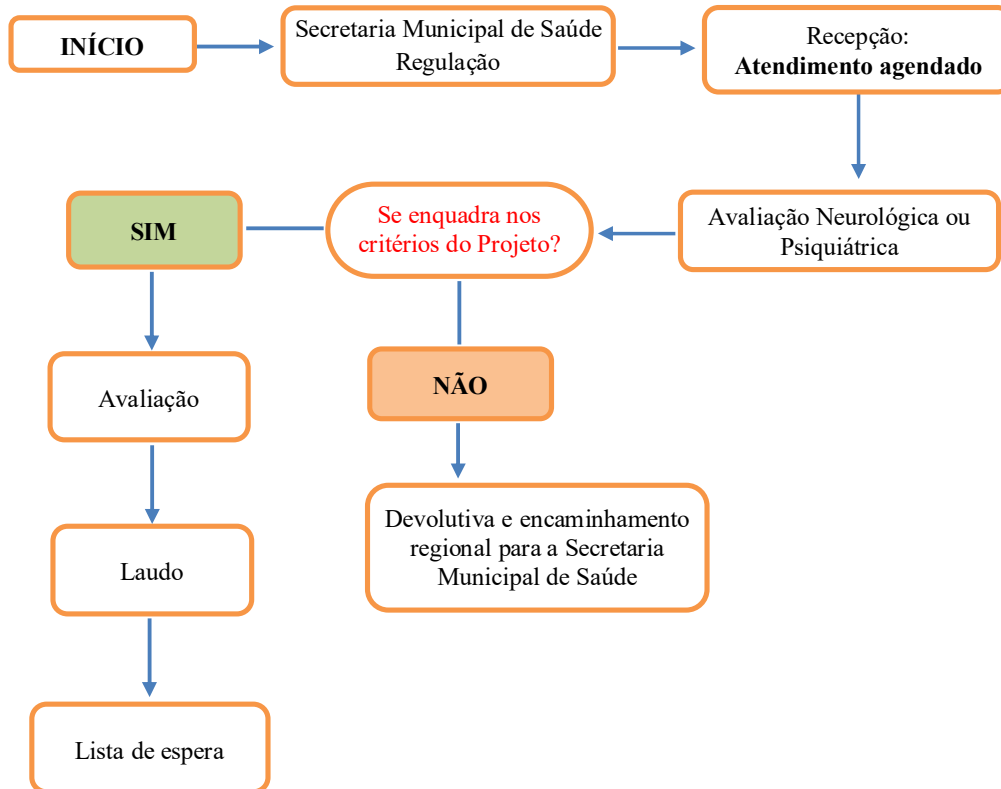 INÍCIO
Secretaria Municipal de Saúde
Regulação
Recepção:
Atendimento agendado
Avaliação Neurológica ou
Psiquiátrica
Se enquadra nos
critérios do Projeto?
SIM
NÃO
Avaliação
Devolutiva e encaminhamento
regional para a Secretaria
Municipal de Saúde
Laudo
Lista de espera